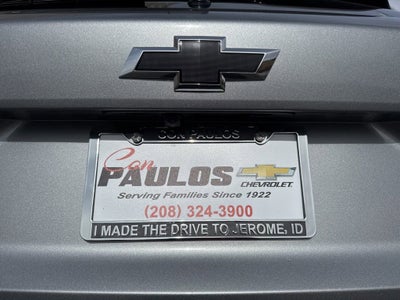 CON PAULOS
Con
PAULOS
CHEVROLET
Serving Families Since 1922
(208) 324-3900
I MADE THE DRIVE TO JEROME, ID